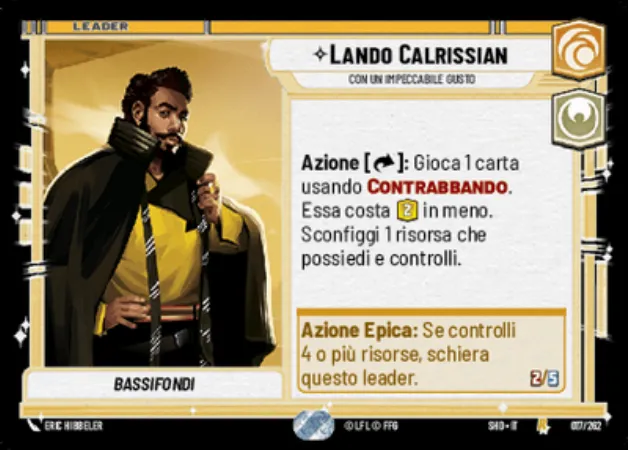 LEADER
LANDO CALRISSIAN
CON UN IMPECCABILE GUSTO
Azione [ ]: Gioca 1 carta
usando CONTRABBANDO.
Essa costa 2 in meno.
Sconfiggi 1 risorsa che
possiedi e controlli.
Azione Epica: Se controlli
4 o più risorse, schiera
questo leader.
2/5
BASSIFONDI
ERIC HIBBELER
© LFL © FFG
SHD • IT
R
017/262